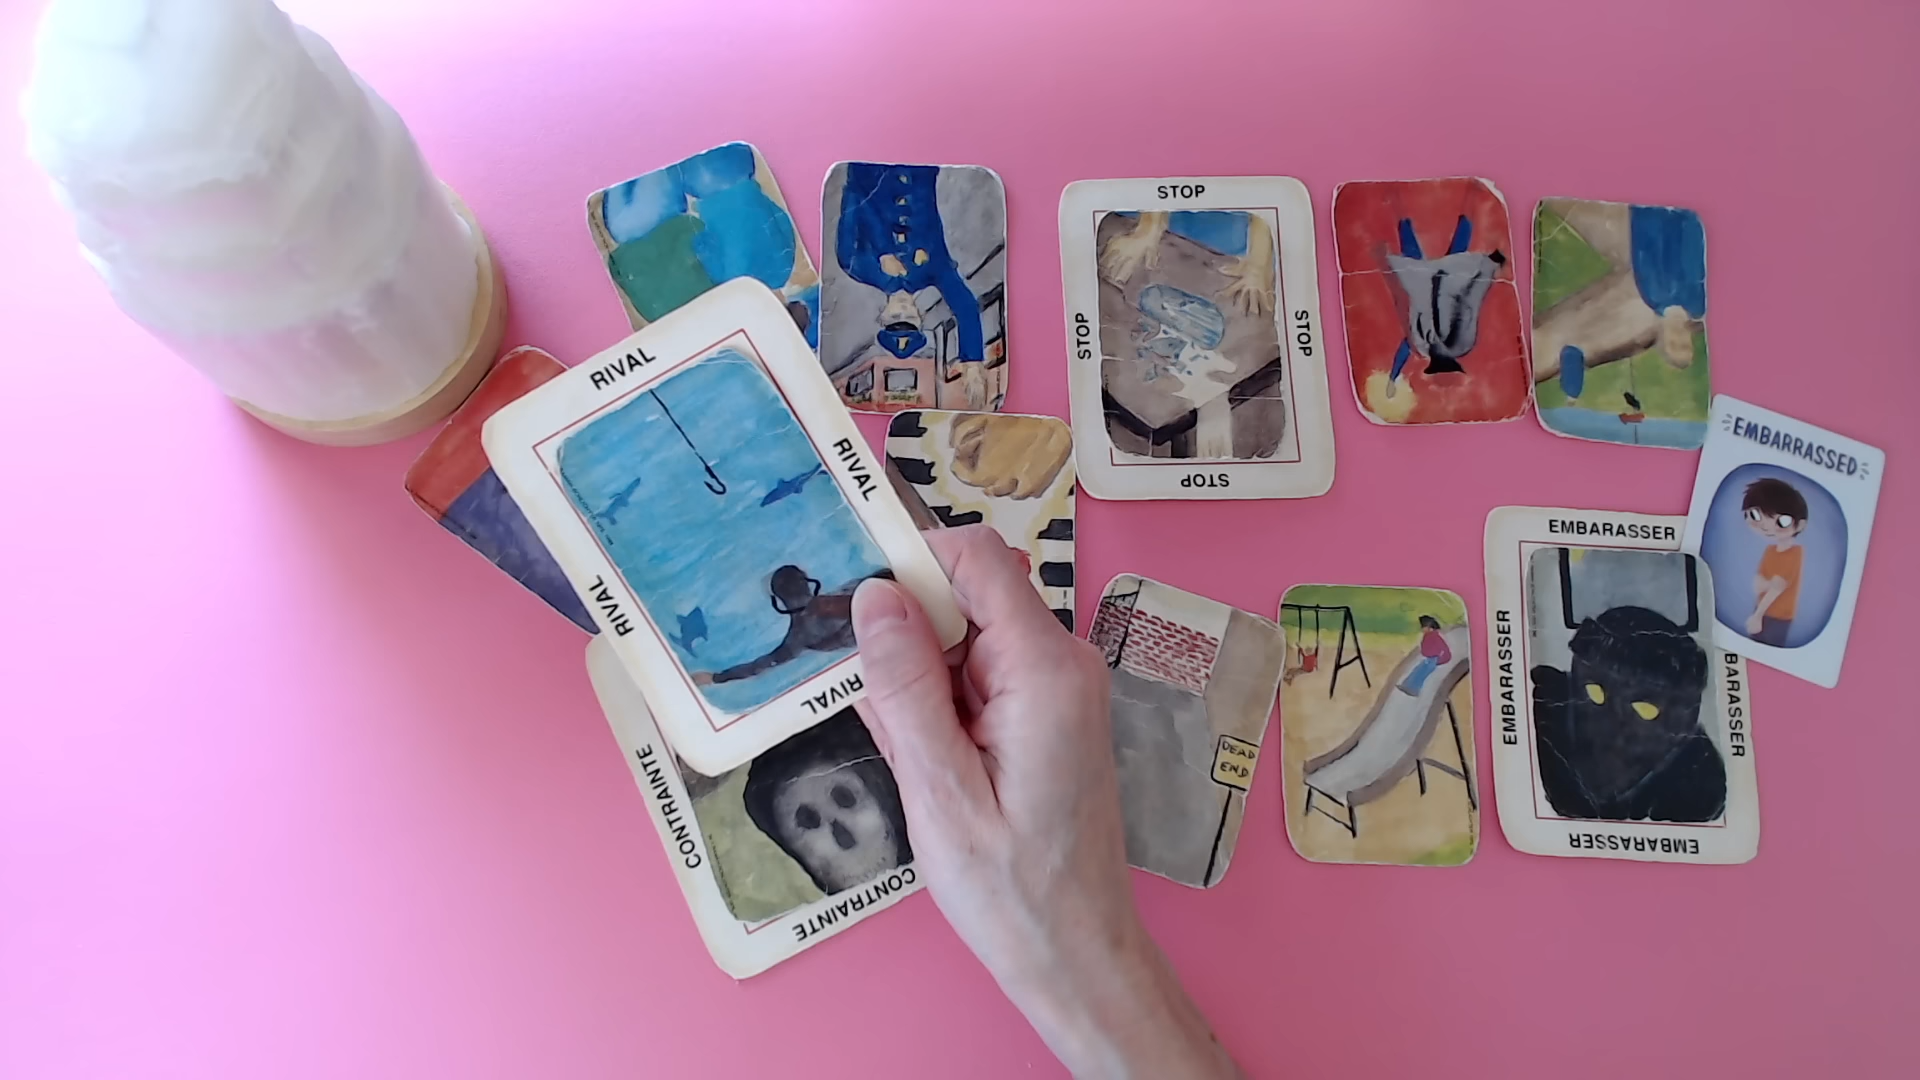 STOP
STOP
STOP
STOP
RIVAL
RIVAL
RIVAL
RIVAL
EMBARRASSED
EMBARASSER
EMBARASSER
BARASSER
EMBARASSER
DEAD
END
CONTRAINTE
CONTRAINTE